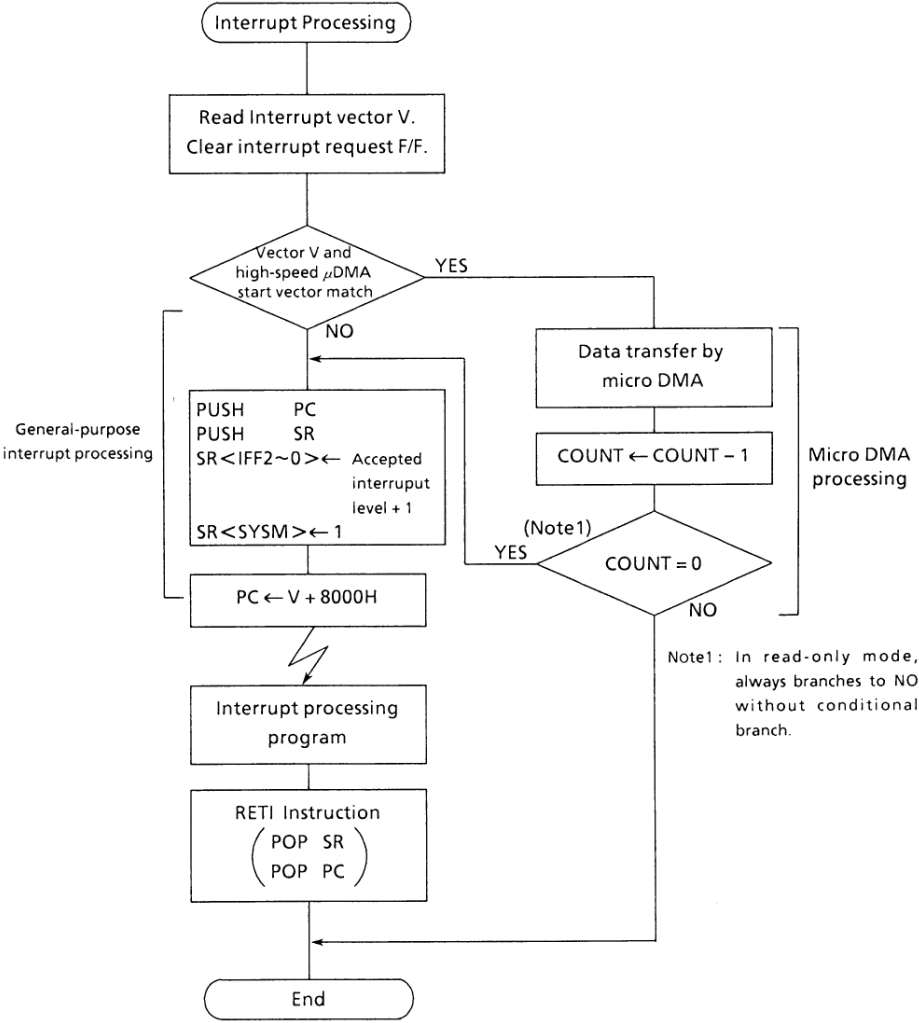 Interrupt Processing
Read Interrupt vector V.
Clear interrupt request F/F.
Vector V and
high-speed μDMA
start vector match
YES
NO
Data transfer by
micro DMA
COUNT ← COUNT – 1
(Note1)
YES
COUNT = 0
NO
Micro DMA
processing
Note1 : In read-only mode,
always branches to NO
without conditional
branch.
General-purpose
interrupt processing
PUSH PC
PUSH SR
SR<IFF2~0>← Accepted
interruput
level + 1
SR<SYSM>← 1
PC ← V + 8000H
Interrupt processing
program
RETI Instruction
POP SR
POP PC
End